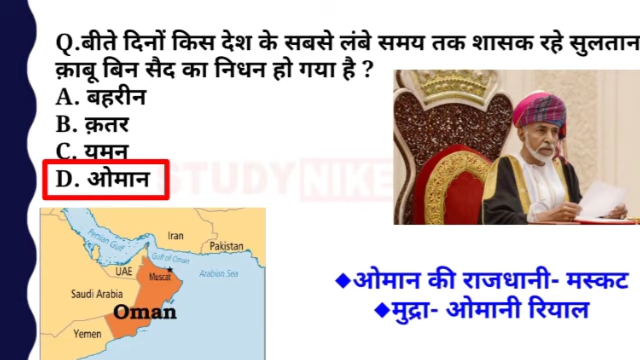 Q.बीते दिनों किस देश के सबसे लंबे समय तक शासक रहे सुलतान
क़ाबू बिन सैद का निधन हो गया है ?
A. बहरीन
B. क़तर
C. यमन
D. ओमान
STUDY NIKE
Iran
Persian Gulf
Pakistan
Gulf of Oman
UAE
Muscat
Arabian Sea
Saudi Arabia
Oman
Yemen
◆ओमान की राजधानी- मस्कट
◆मुद्रा- ओमानी रियाल